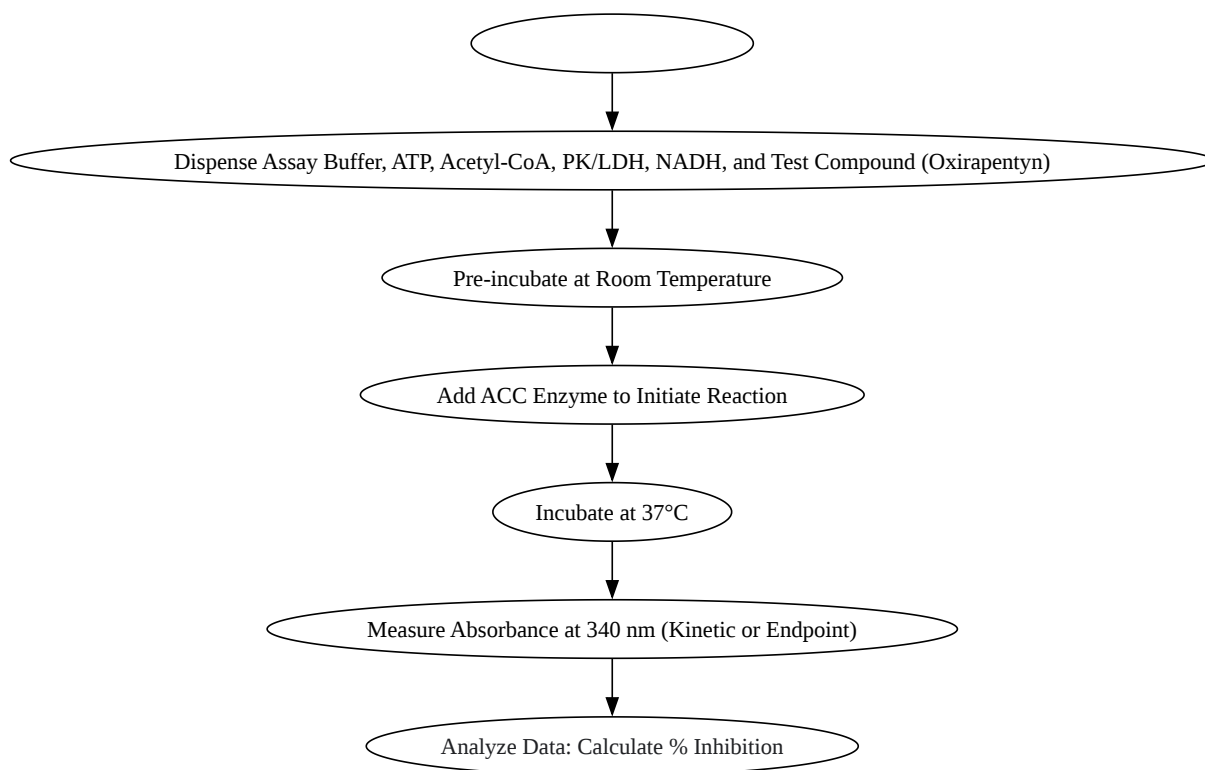 Dispense Assay Buffer, ATP, Acetyl-CoA, PK/LDH, NADH, and Test Compound (Oxirapentyn)
Pre-incubate at Room Temperature
Add ACC Enzyme to Initiate Reaction
Incubate at 37°C
Measure Absorbance at 340 nm (Kinetic or Endpoint)
Analyze Data: Calculate % Inhibition